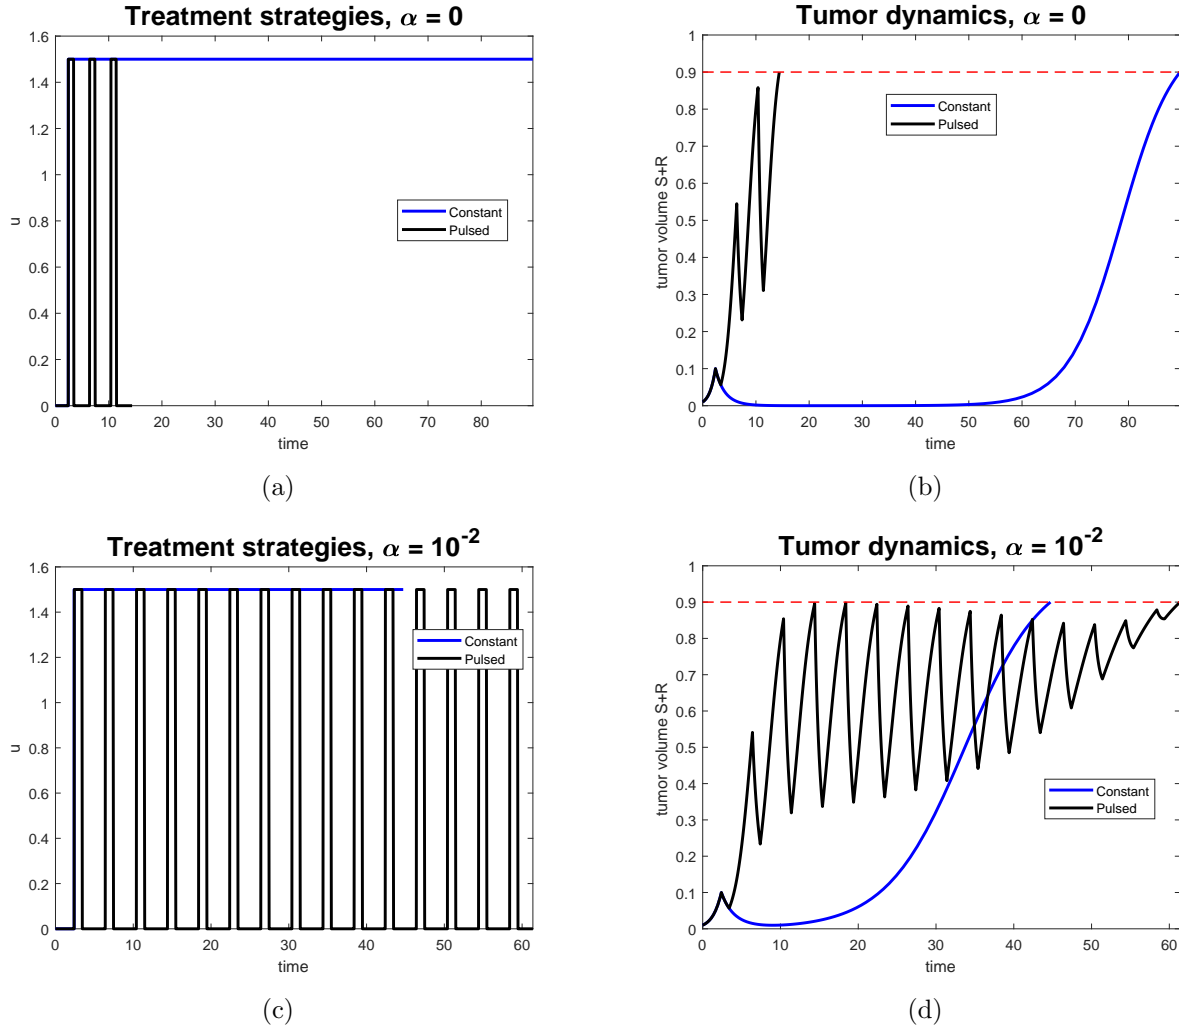 Treatment strategies, α = 0
1.6
1.4
1.2
1
0.8
0.6
0.4
0.2
0
u
Constant
Pulsed
0 10 20 30 40 50 60 70 80
time
(a)
Tumor dynamics, α = 0
1
0.9
0.8
0.7
0.6
0.5
0.4
0.3
0.2
0.1
0
tumor volume S+R
Constant
Pulsed
0 10 20 30 40 50 60 70 80
time
(b)
Treatment strategies, α = 10⁻²
1.6
1.4
1.2
1
0.8
0.6
0.4
0.2
0
u
Constant
Pulsed
0 10 20 30 40 50 60
time
(c)
Tumor dynamics, α = 10⁻²
1
0.9
0.8
0.7
0.6
0.5
0.4
0.3
0.2
0.1
0
tumor volume S+R
Constant
Pulsed
0 10 20 30 40 50 60
time
(d)